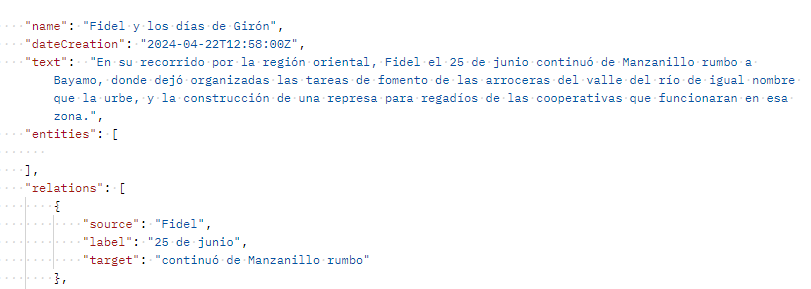 "name": "Fidel y los días de Girón",
"dateCreation": "2024-04-22T12:58:00Z",
"text": "En su recorrido por la región oriental, Fidel el 25 de junio continuó de Manzanillo rumbo a
Bayamo, donde dejó organizadas las tareas de fomento de las arroceras del valle del río de igual nombre
que la urbe, y la construcción de una represa para regadíos de las cooperativas que funcionaran en esa
zona.",
"entities": [
],
"relations": [
{
"source": "Fidel",
"label": "25 de junio",
"target": "continuó de Manzanillo rumbo"
},